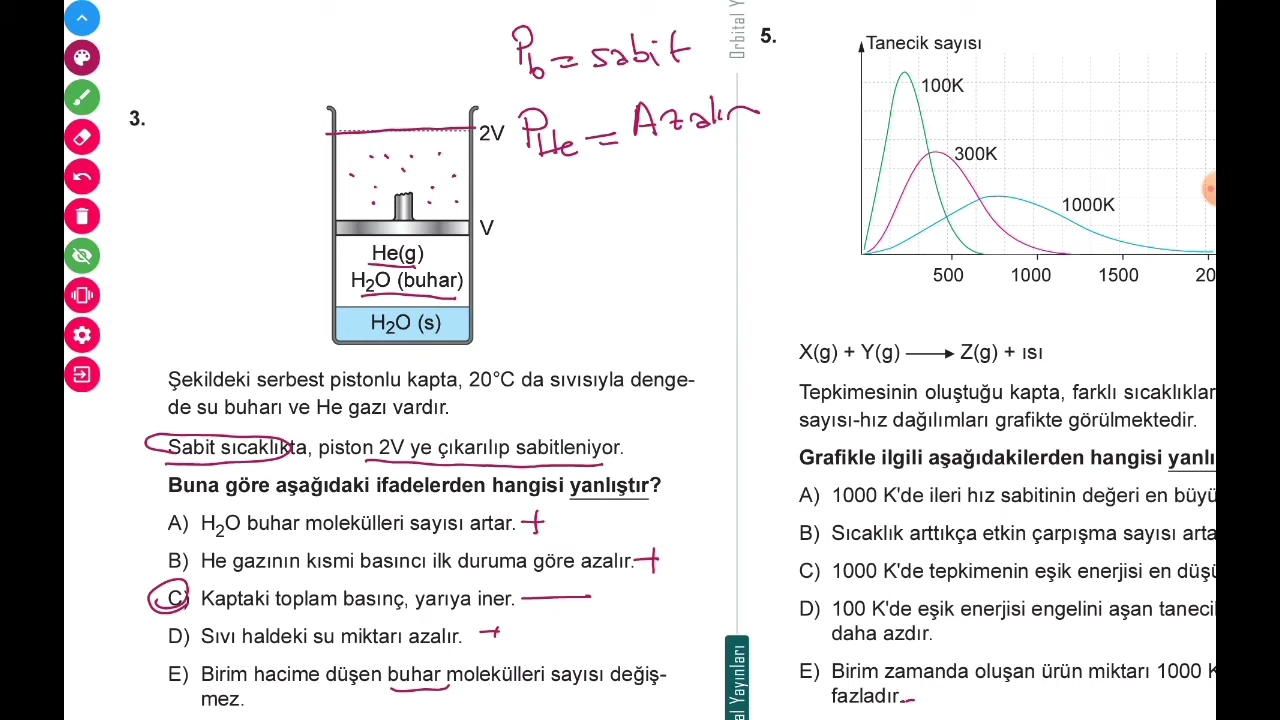 P_b = sabit
P_He = Azalır
Orbital Y
3.
2V
V
He(g)
H₂O (buhar)
H₂O (s)
Şekildeki serbest pistonlu kapta, 20°C da sıvısıyla denge-
de su buharı ve He gazı vardır.
Sabit sıcaklıkta, piston 2V ye çıkarılıp sabitleniyor.
Buna göre aşağıdaki ifadelerden hangisi yanlıştır?
A) H₂O buhar molekülleri sayısı artar. +
B) He gazının kısmi basıncı ilk duruma göre azalır. +
C) Kaptaki toplam basınç, yarıya iner. —
D) Sıvı haldeki su miktarı azalır. +
E) Birim hacime düşen buhar molekülleri sayısı değiş-
mez.
al Yayınları
5.
Tanecik sayısı
100K
300K
1000K
500 1000 1500 20
X(g) + Y(g) ⟶ Z(g) + ısı
Tepkimesinin oluştuğu kapta, farklı sıcaklıklar
sayısı-hız dağılımları grafikte görülmektedir.
Grafikle ilgili aşağıdakilerden hangisi yanlı
A) 1000 K'de ileri hız sabitinin değeri en büyü
B) Sıcaklık arttıkça etkin çarpışma sayısı arta
C) 1000 K'de tepkimenin eşik enerjisi en düşü
D) 100 K'de eşik enerjisi engelini aşan taneci
daha azdır.
E) Birim zamanda oluşan ürün miktarı 1000 K
fazladır.